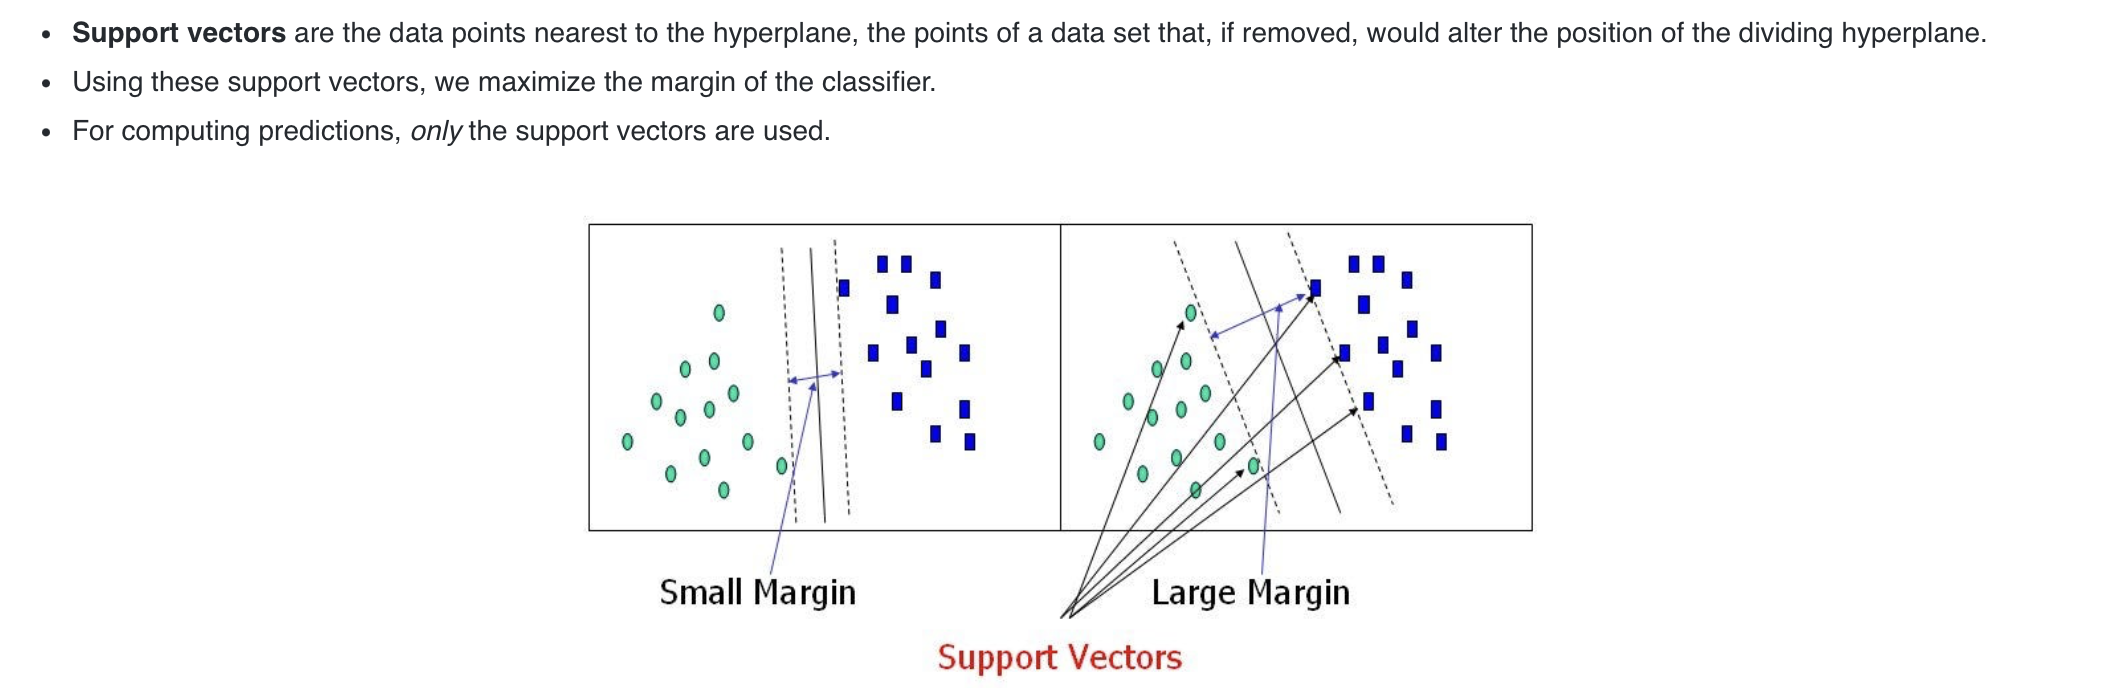 Support vectors are the data points nearest to the hyperplane, the points of a data set that, if removed, would alter the position of the dividing hyperplane.
Using these support vectors, we maximize the margin of the classifier.
For computing predictions, only the support vectors are used.
Small Margin
Large Margin
Support Vectors